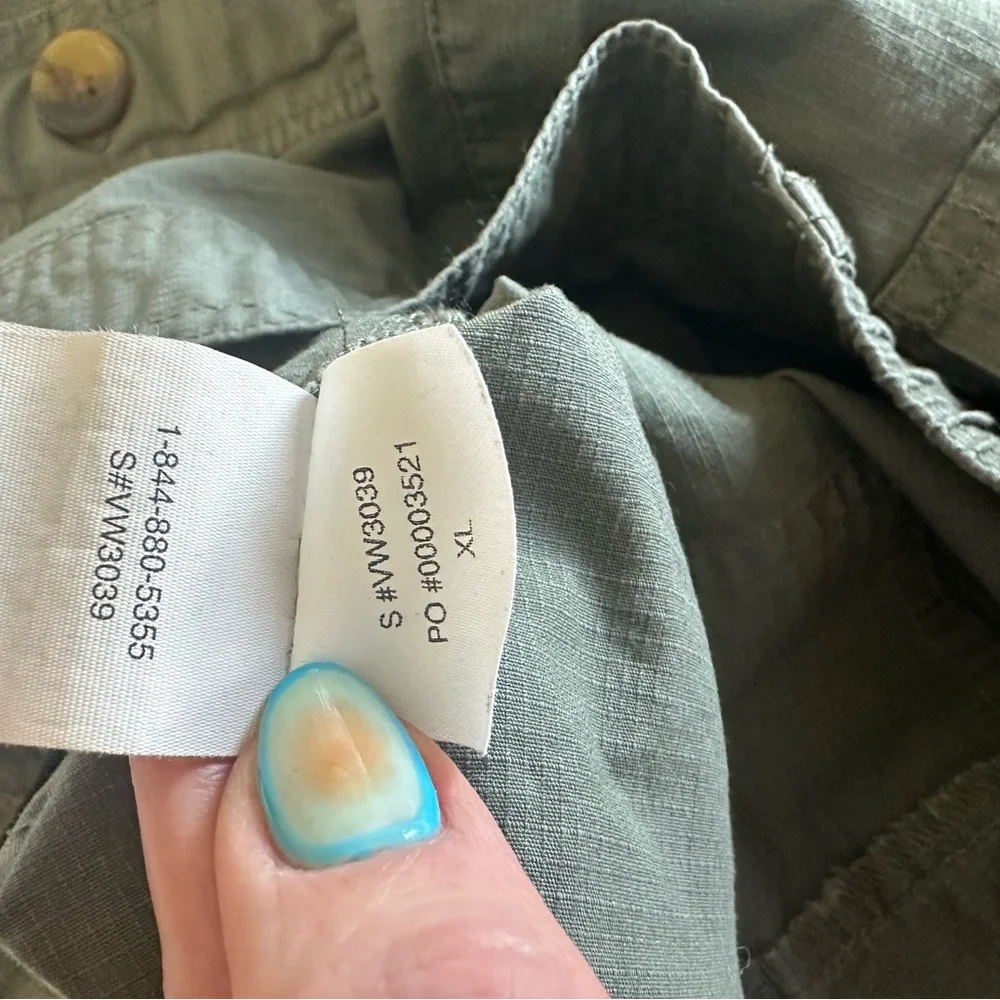 1-844-880-5355
S#VW3039
S #VW3039
PO #00003521
XL